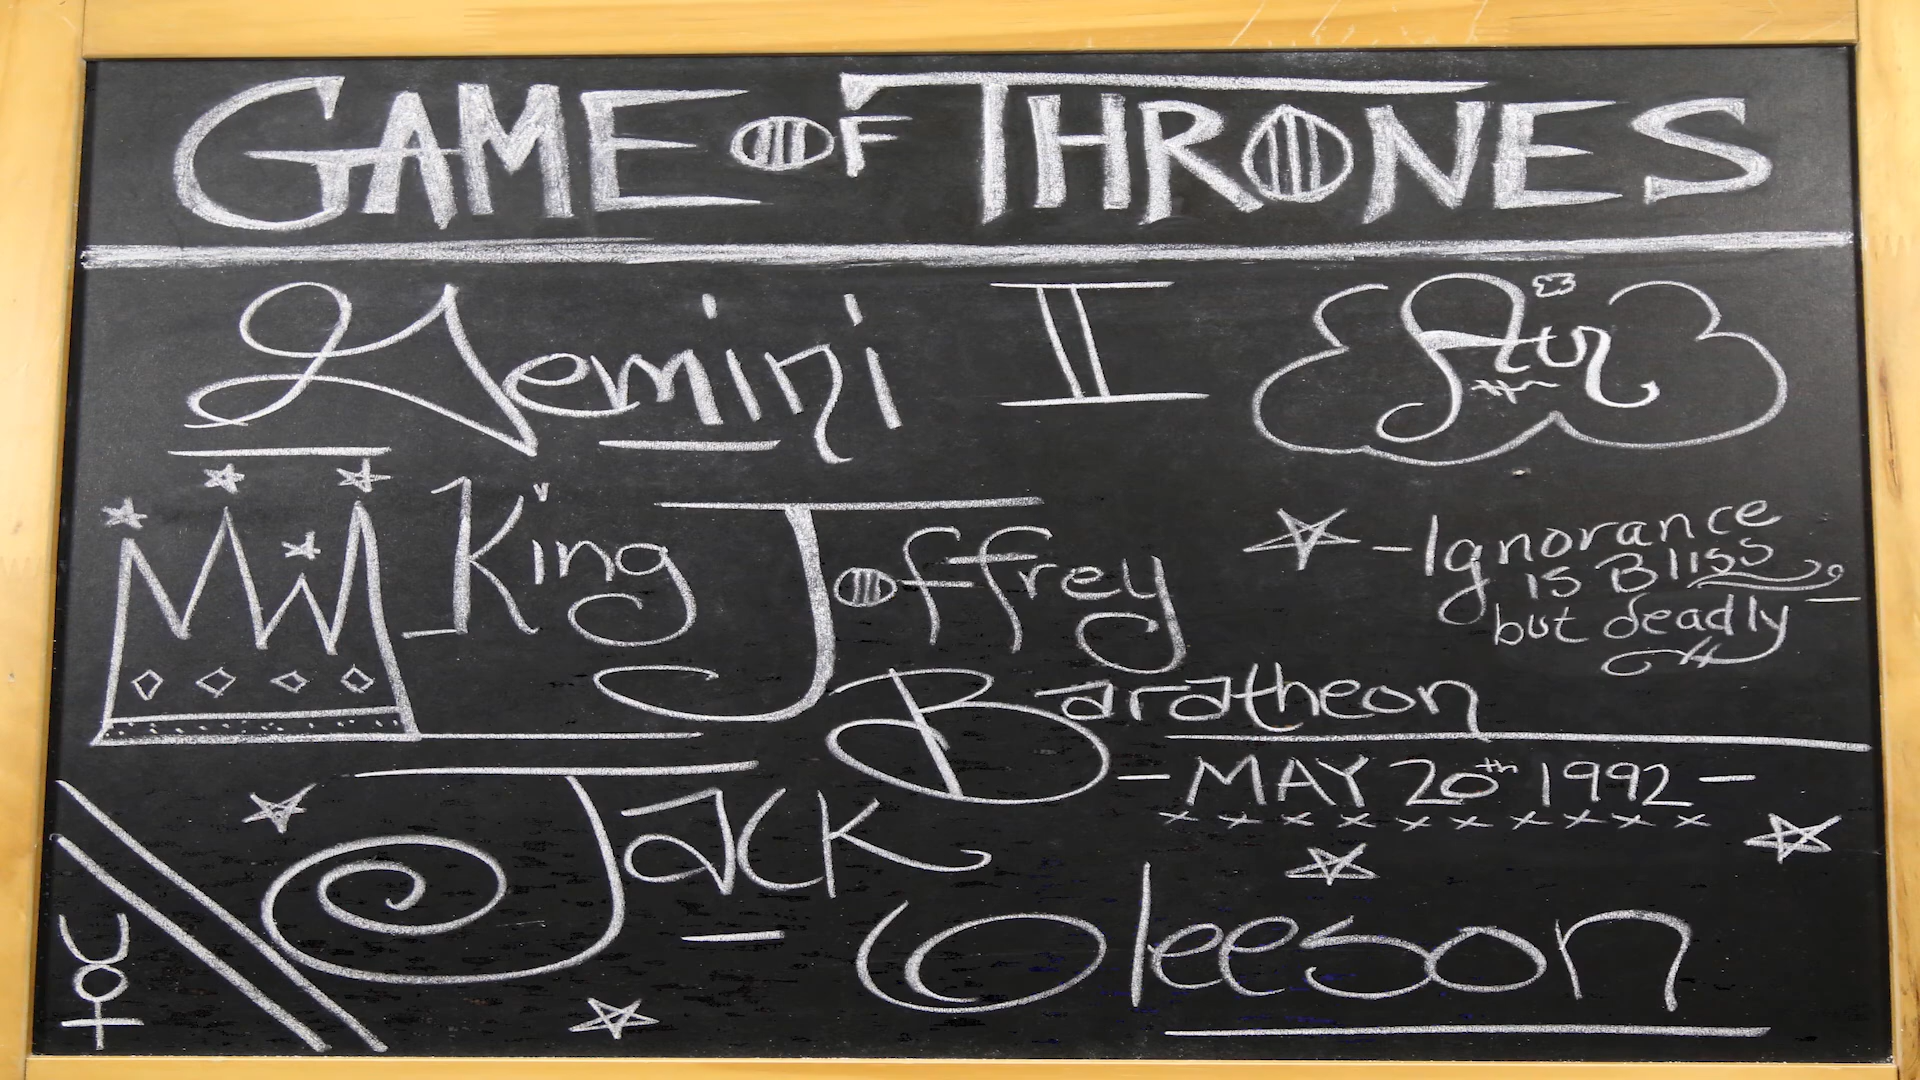 GAME OF THRONES
Gemini II Air
King Joffrey
Baratheon
- Ignorance
is Bliss
but deadly
- MAY 20th 1992 -
Jack
Gleeson